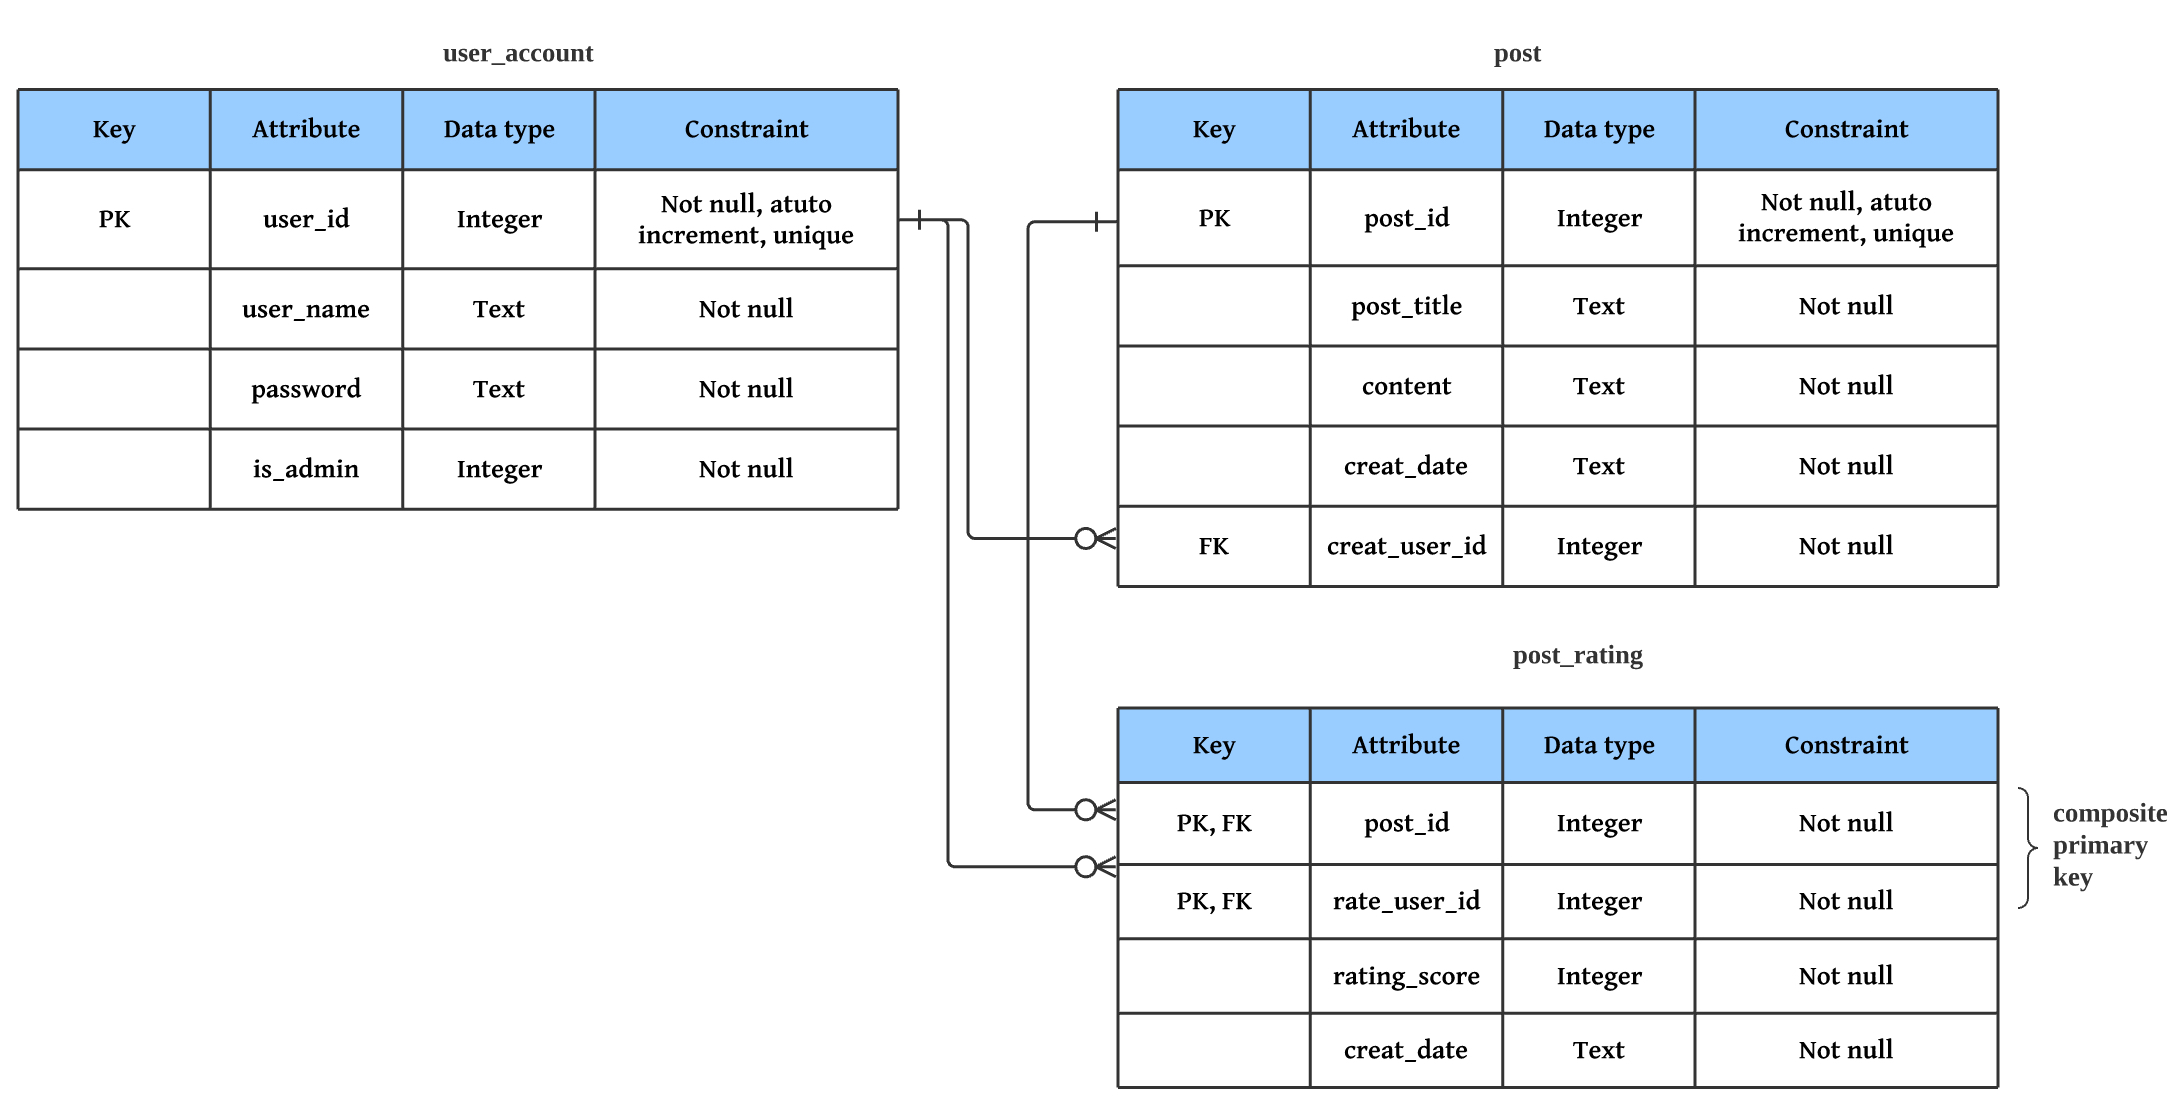 user_account
Key Attribute Data type Constraint
PK user_id Integer Not null, atuto
increment, unique
user_name Text Not null
password Text Not null
is_admin Integer Not null
post
Key Attribute Data type Constraint
PK post_id Integer Not null, atuto
increment, unique
post_title Text Not null
content Text Not null
creat_date Text Not null
FK creat_user_id Integer Not null
post_rating
Key Attribute Data type Constraint
PK, FK post_id Integer Not null
PK, FK rate_user_id Integer Not null
rating_score Integer Not null
creat_date Text Not null
composite
primary
key